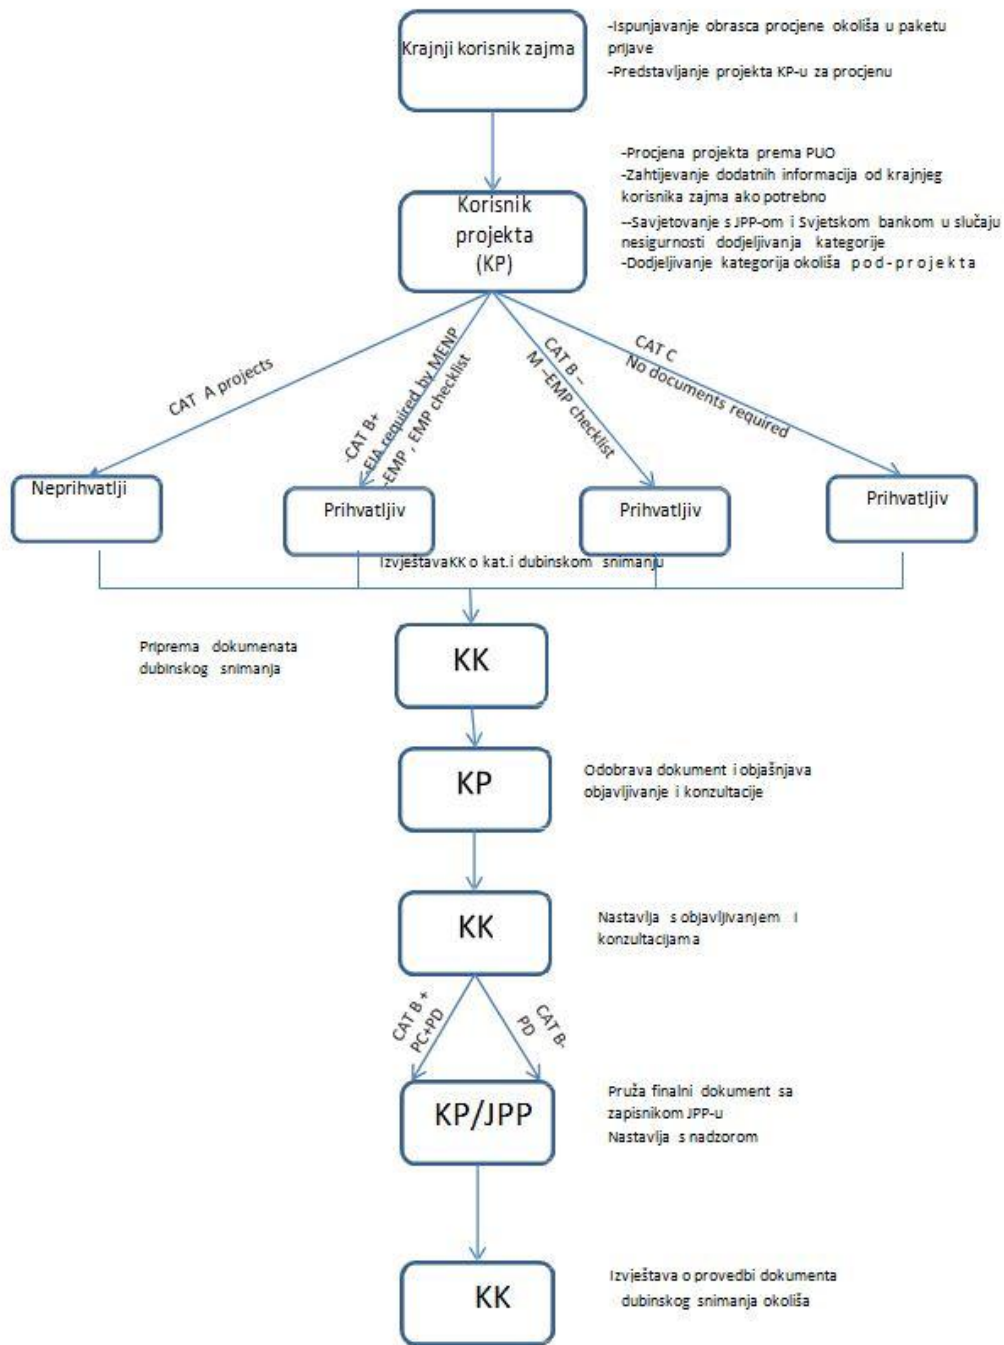 Krajnji korisnik zajma
-Ispunjavanje obrasca procjene okoliša u paketu
prijave
-Predstavljanje projekta KP-u za procjenu
Korisnik
projekta
(KP)
-Procjena projekta prema PUO
-Zahtijevanje dodatnih informacija od krajnjeg
korisnika zajma ako potrebno
--Savjetovanje s JPP-om i Svjetskom bankom u slučaju
nesigurnosti dodjeljivanja kategorije
-Dodjeljivanje kategorija okoliša pod-projekta
CAT A projects
-CAT B+
-EIA required by MENP
-EMP , EMP checklist
CAT B –
M –EMP checklist
CAT C
No documents required
Neprihvatlji
Prihvatljiv
Prihvatljiv
Prihvatljiv
IzvještavaKK o kat.i dubinskom snimanju
Priprema dokumenata
dubinskog snimanja
KK
KP
Odobrava dokument i objašnjava
objavljivanje i konzultacije
KK
Nastavlja s objavljivanjem i
konzultacijama
CAT B +
PC+PD
CAT B-
PD
KP/JPP
Pruža finalni dokument sa
zapisnikom JPP-u
Nastavlja s nadzorom
KK
Izvještava o provedbi dokumenta
dubinskog snimanja okoliša